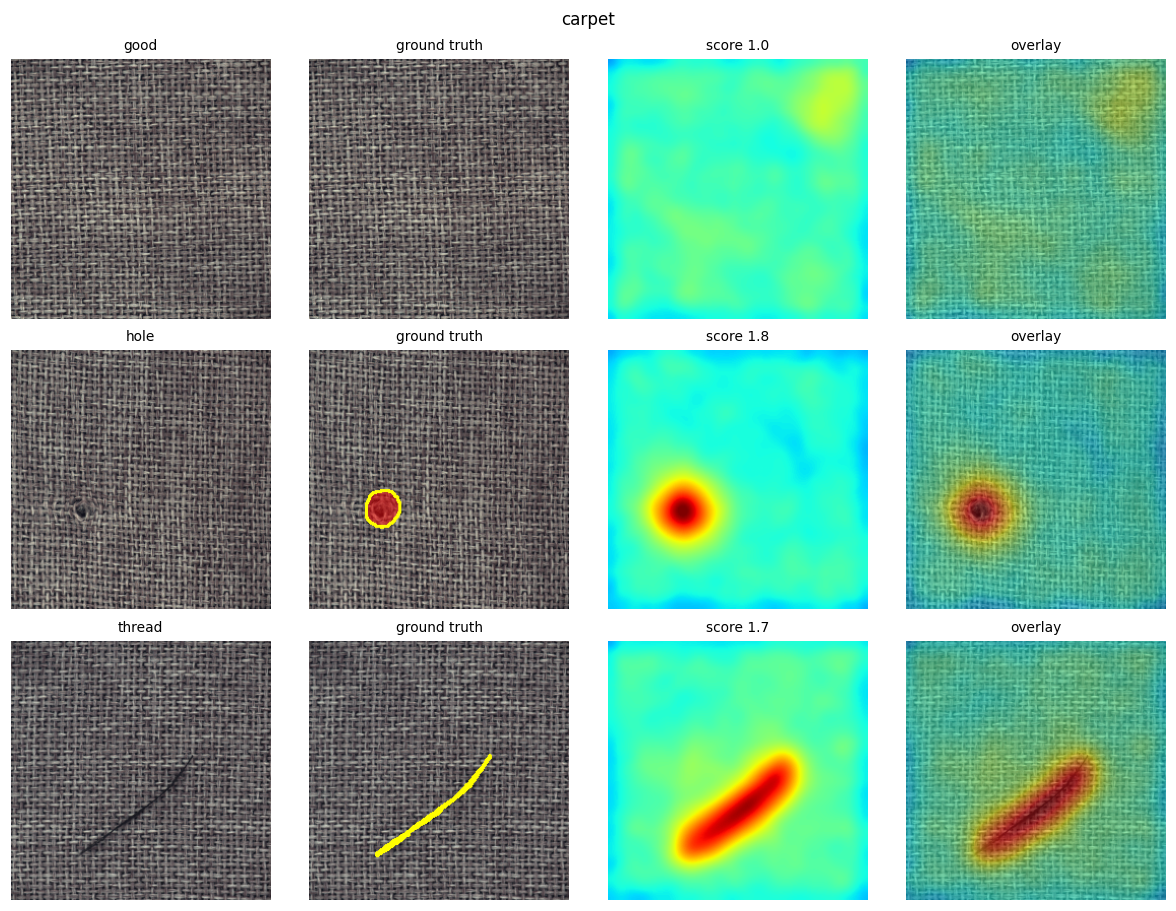 carpet
good ground truth score 1.0 overlay
hole ground truth score 1.8 overlay
thread ground truth score 1.7 overlay